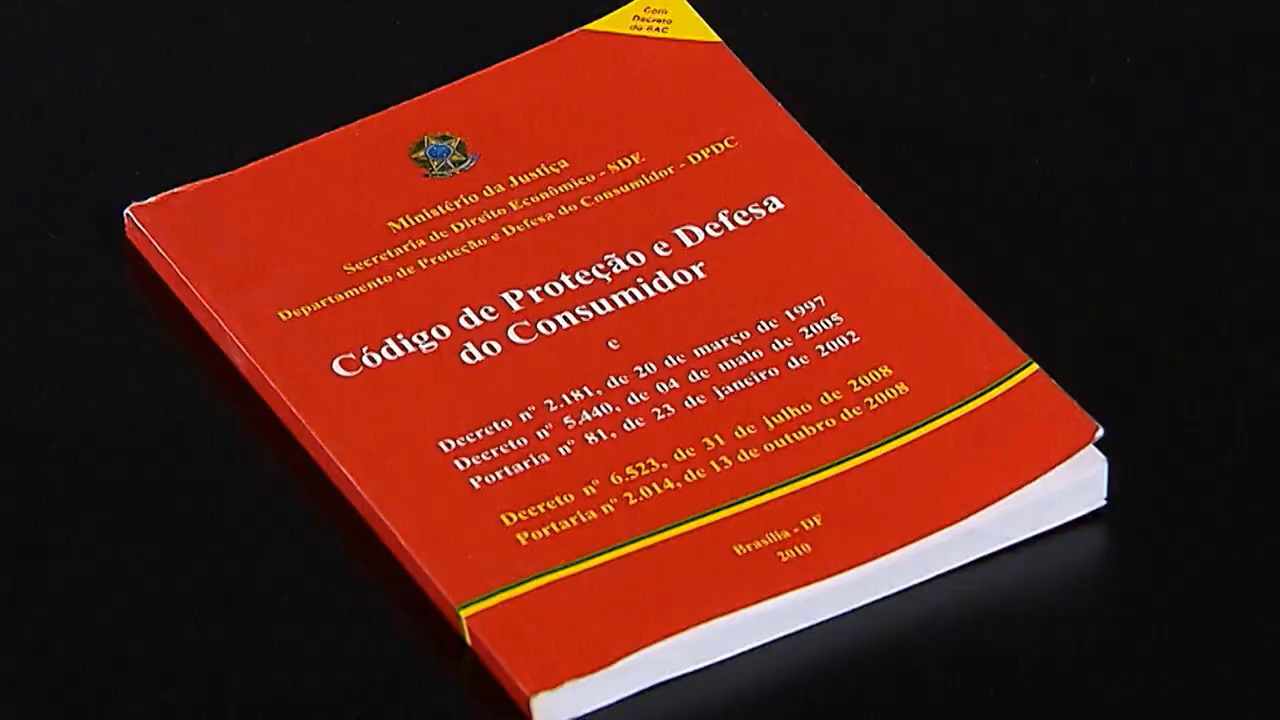 Com
Decreto
do SAC
Ministério da Justiça
Secretaria de Direito Econômico - SDE
Departamento de Proteção e Defesa do Consumidor - DPDC
Código de Proteção e Defesa
do Consumidor
e
Decreto nº 2.181, de 20 de março de 1997
Decreto nº 5.440, de 04 de maio de 2005
Portaria nº 81, de 23 de janeiro de 2002
Decreto nº 6.523, de 31 de julho de 2008
Portaria nº 2.014, de 13 de outubro de 2008
Brasília - DF
2010